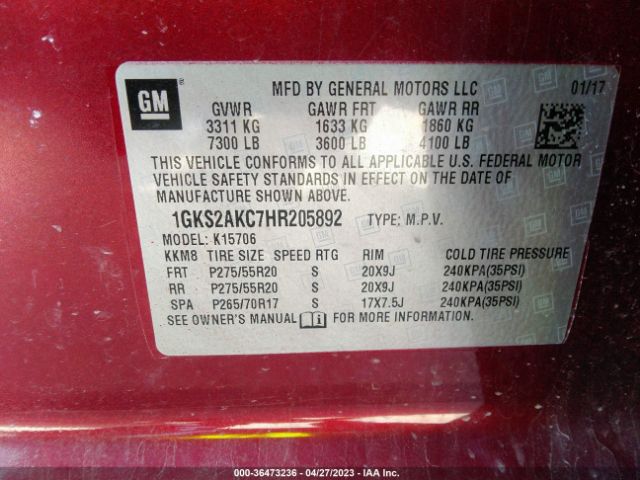 GM ®
MFD BY GENERAL MOTORS LLC 01/17
GVWR GAWR FRT GAWR RR
3311 KG 1633 KG 1860 KG
7300 LB 3600 LB 4100 LB
THIS VEHICLE CONFORMS TO ALL APPLICABLE U.S. FEDERAL MOTOR
VEHICLE SAFETY STANDARDS IN EFFECT ON THE DATE OF
MANUFACTURE SHOWN ABOVE.
1GKS2AKC7HR205892 TYPE: M.P.V.
MODEL: K15706
KKM8 TIRE SIZE SPEED RTG RIM COLD TIRE PRESSURE
FRT P275/55R20 S 20X9J 240KPA(35PSI)
RR P275/55R20 S 20X9J 240KPA(35PSI)
SPA P265/70R17 S 17X7.5J 240KPA(35PSI)
SEE OWNER'S MANUAL FOR MORE INFORMATION.
000-36473236 - 04/27/2023 - IAA Inc.